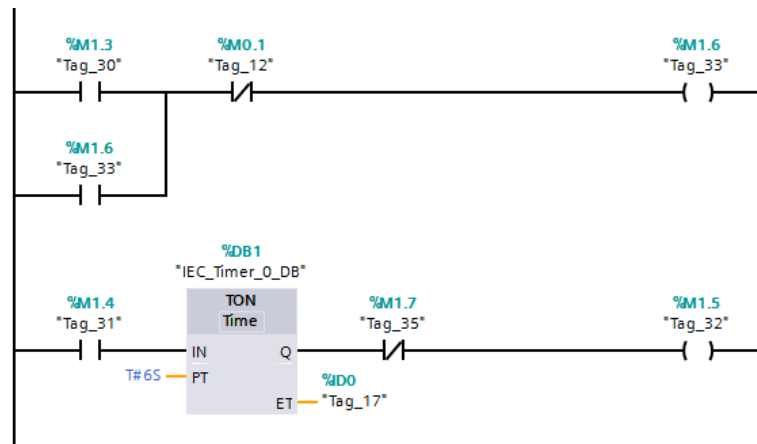 %M1.3 %M0.1 %M1.6
"Tag_30" "Tag_12" "Tag_33"
%M1.6
"Tag_33"
%DB1
"IEC_Timer_0_DB"
%M1.4 TON %M1.7 %M1.5
"Tag_31" Time "Tag_35" "Tag_32"
IN Q
T#6S PT %ID0
ET "Tag_17"